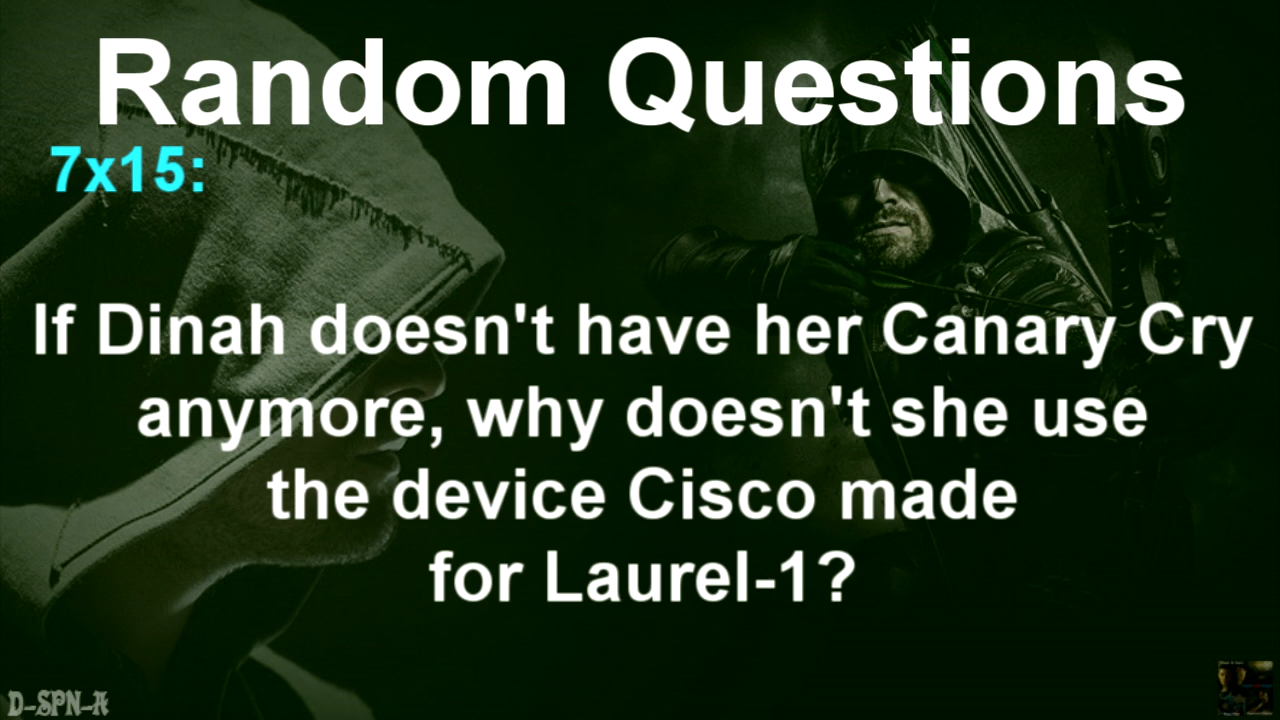 Random Questions
7x15:
If Dinah doesn't have her Canary Cry
anymore, why doesn't she use
the device Cisco made
for Laurel-1?
D-SPN-A